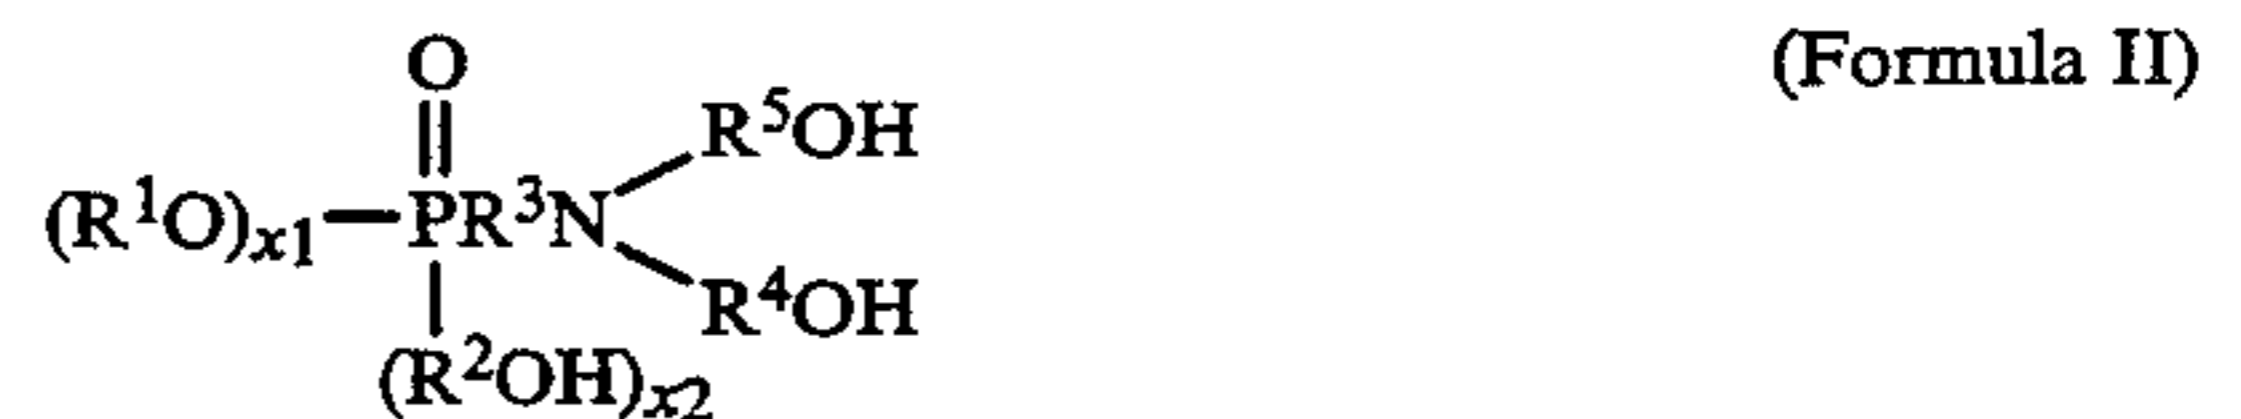 O (Formula II)
R⁵OH
(R¹O)ₓ₁—PR³N
R⁴OH
(R²OH)ₓ₂